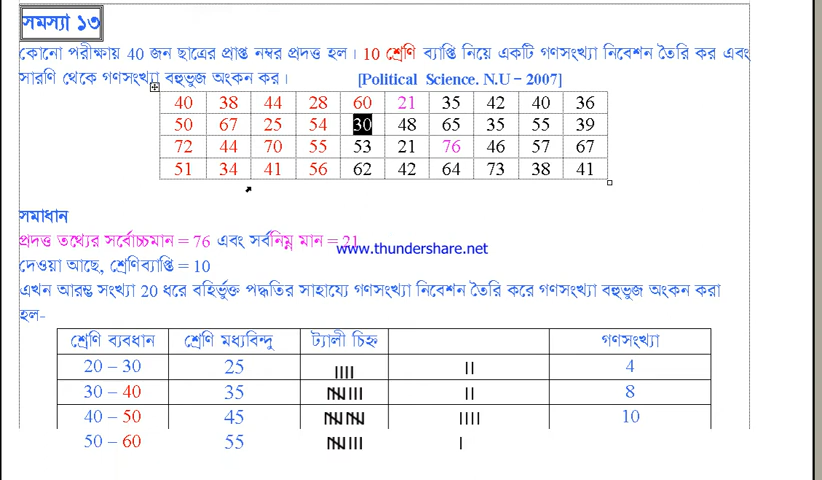 সমস্যা ১৩
কোনো পরীক্ষায় 40 জন ছাত্রের প্রাপ্ত নম্বর প্রদত্ত হল। 10 শ্রেণি ব্যাপ্তি নিয়ে একটি গণসংখ্যা নিবেশন তৈরি কর এবং
সারণি থেকে গণসংখ্যা বহুভুজ অংকন কর। [Political Science. N.U – 2007]
40 38 44 28 60 21 35 42 40 36
50 67 25 54 30 48 65 35 55 39
72 44 70 55 53 21 76 46 57 67
51 34 41 56 62 42 64 73 38 41
সমাধান
প্রদত্ত তথ্যের সর্বোচ্চমান = 76 এবং সর্বনিম্ন মান = 21
www.thundershare.net
দেওয়া আছে, শ্রেণিব্যাপ্তি = 10
এখন আরম্ভ সংখ্যা 20 ধরে বহির্ভুক্ত পদ্ধতির সাহায্যে গণসংখ্যা নিবেশন তৈরি করে গণসংখ্যা বহুভুজ অংকন করা
হল-
শ্রেণি ব্যবধান শ্রেণি মধ্যবিন্দু ট্যালী চিহ্ন গণসংখ্যা
20 – 30 25 |||| || 4
30 – 40 35 |||| ||| || 8
40 – 50 45 |||| |||| |||| 10
50 – 60 55 |||| ||| |